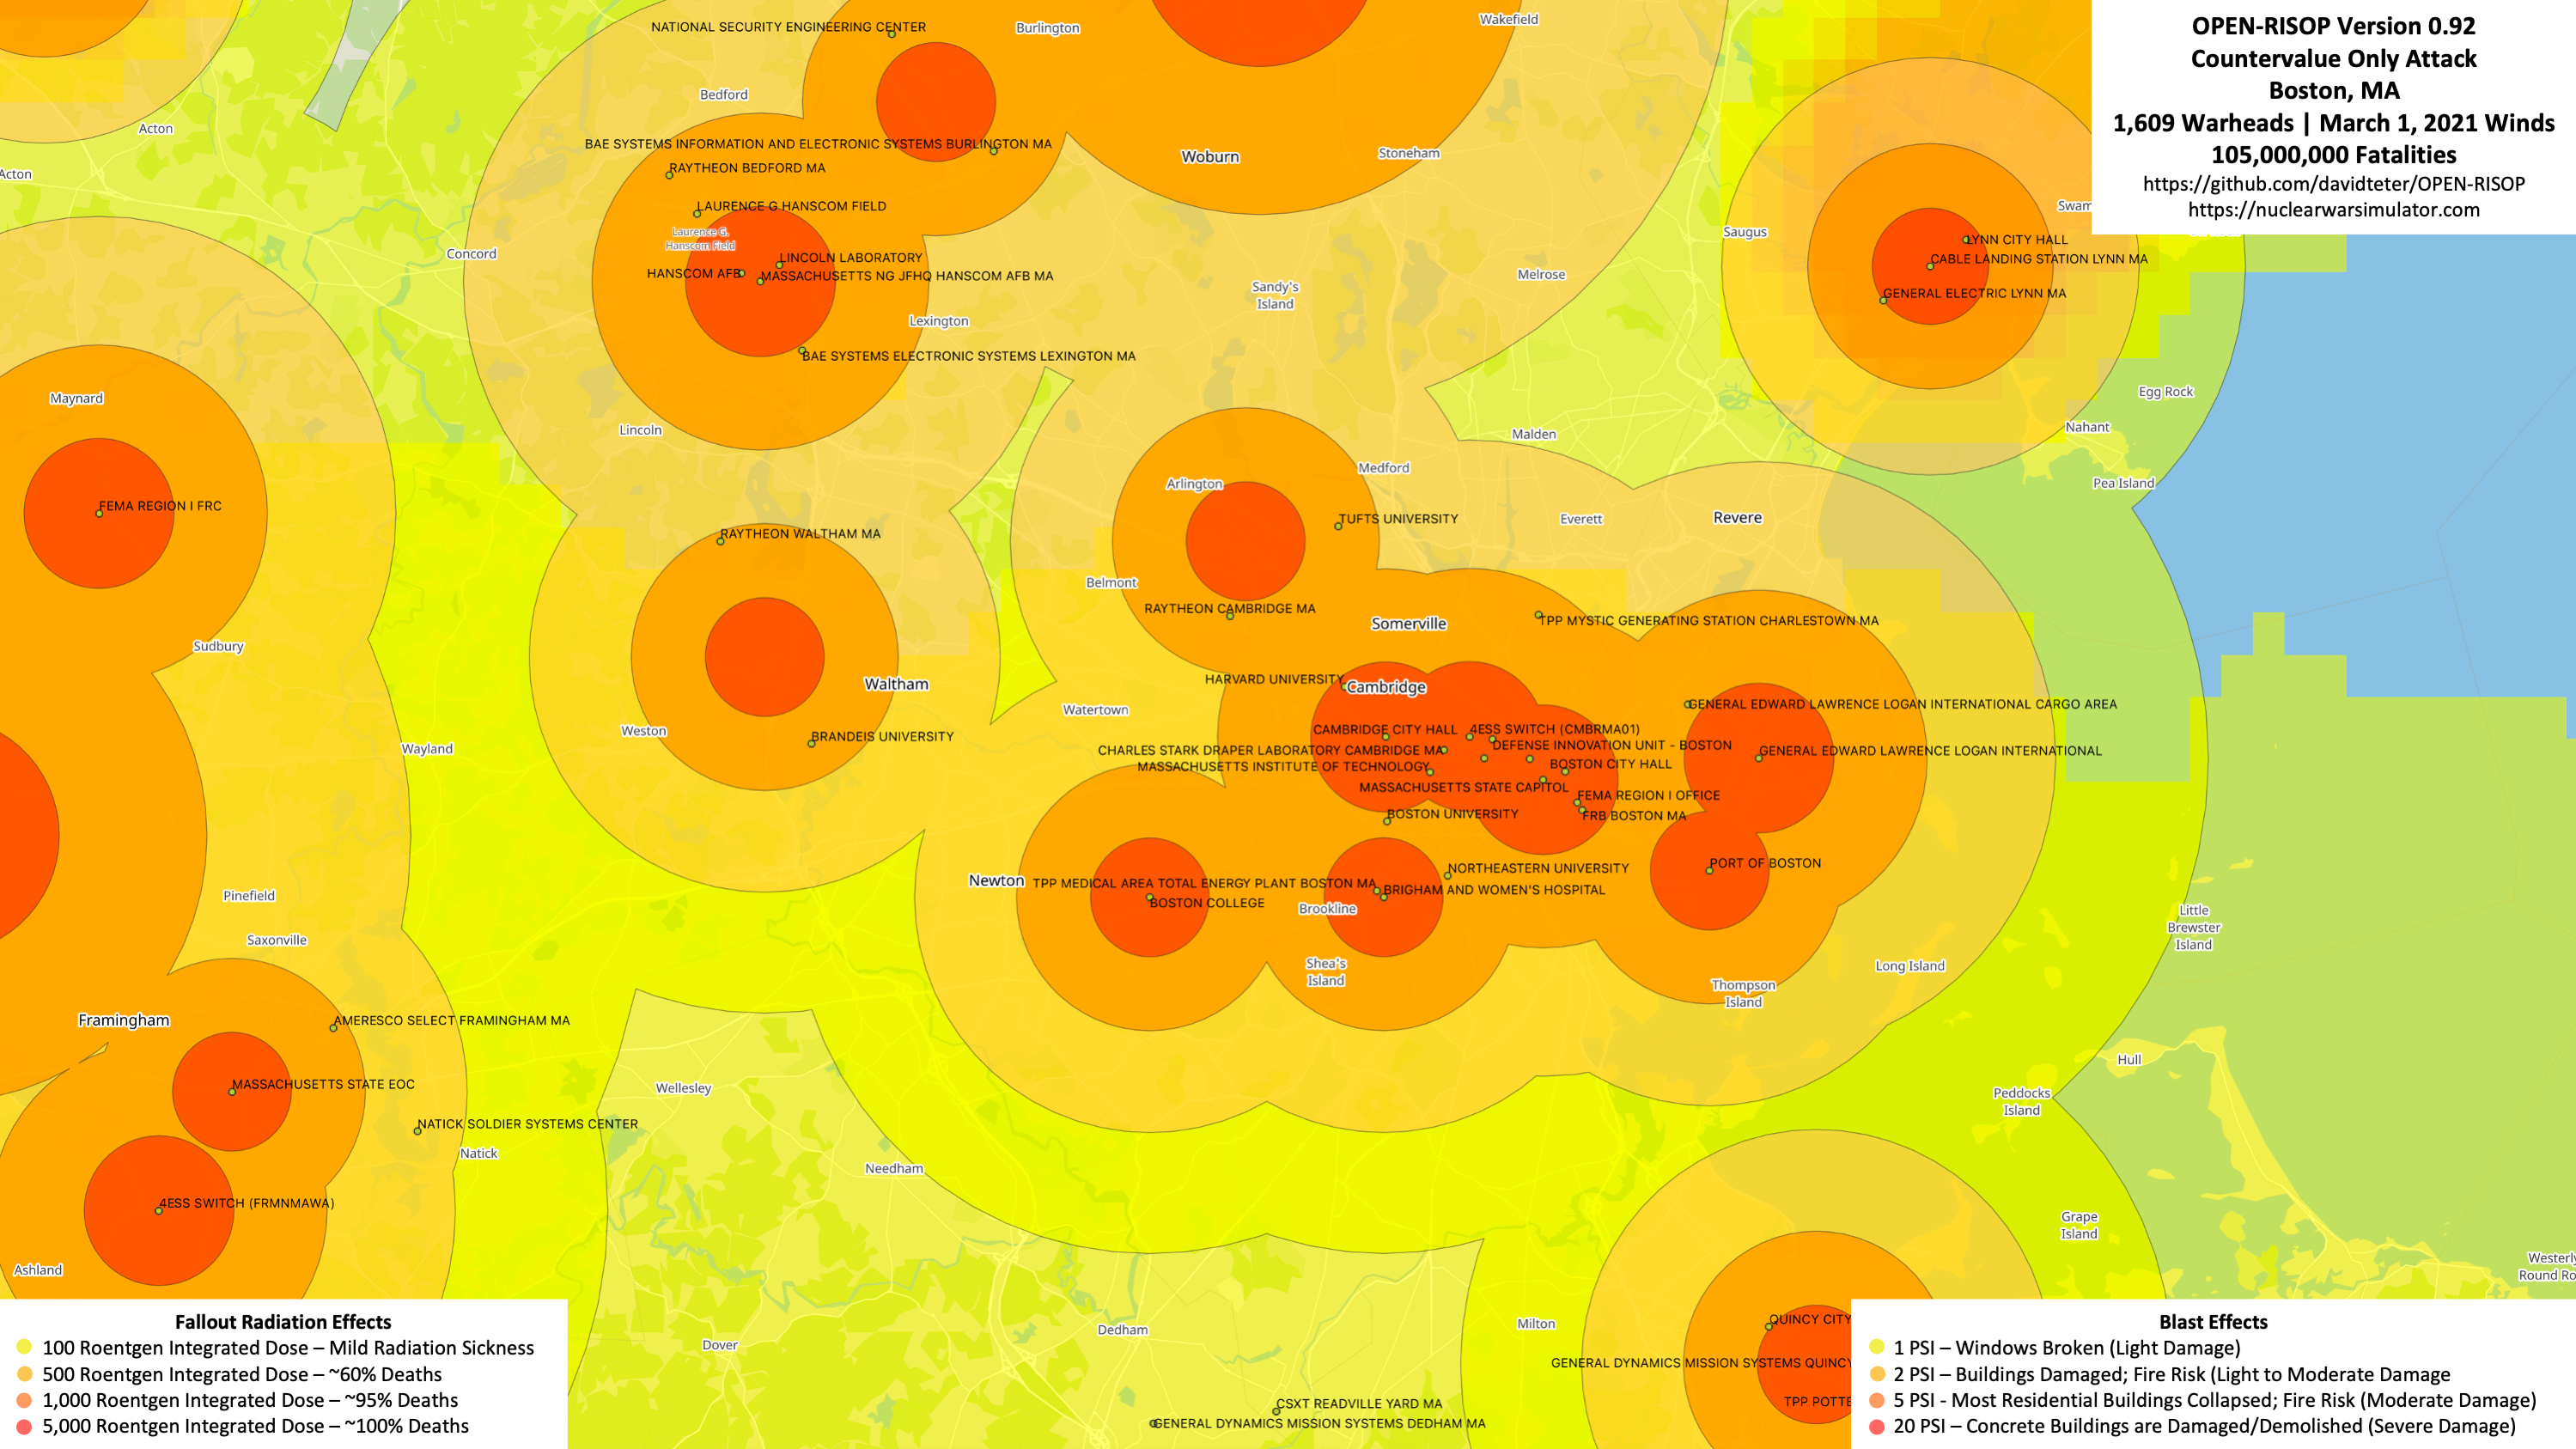 OPEN-RISOP Version 0.92
Countervalue Only Attack
Boston, MA
1,609 Warheads | March 1, 2021 Winds
105,000,000 Fatalities
https://github.com/davidteter/OPEN-RISOP
https://nuclearwarsimulator.com
NATIONAL SECURITY ENGINEERING CENTER
Burlington
Wakefield
Bedford
Acton
BAE SYSTEMS INFORMATION AND ELECTRONIC SYSTEMS BURLINGTON MA
Woburn
Stoneham
RAYTHEON BEDFORD MA
Acton
LAURENCE G HANSCOM FIELD
Swam
Laurence G.
Hanscom Field
Saugus
LYNN CITY HALL
Concord
LINCOLN LABORATORY
CABLE LANDING STATION LYNN MA
HANSCOM AFB
MASSACHUSETTS NG JFHQ HANSCOM AFB MA
Melrose
Sandy's
Island
GENERAL ELECTRIC LYNN MA
Lexington
BAE SYSTEMS ELECTRONIC SYSTEMS LEXINGTON MA
Egg Rock
Maynard
Lincoln
Malden
Nahant
Medford
Arlington
Pea Island
FEMA REGION I FRC
TUFTS UNIVERSITY
Everett
Revere
RAYTHEON WALTHAM MA
Belmont
RAYTHEON CAMBRIDGE MA
Somerville
TPP MYSTIC GENERATING STATION CHARLESTOWN MA
Sudbury
HARVARD UNIVERSITY
Cambridge
Waltham
GENERAL EDWARD LAWRENCE LOGAN INTERNATIONAL CARGO AREA
Watertown
Weston
BRANDEIS UNIVERSITY
CAMBRIDGE CITY HALL
4ESS SWITCH (CMBRMA01)
Wayland
CHARLES STARK DRAPER LABORATORY CAMBRIDGE MA
DEFENSE INNOVATION UNIT - BOSTON
GENERAL EDWARD LAWRENCE LOGAN INTERNATIONAL
MASSACHUSETTS INSTITUTE OF TECHNOLOGY
BOSTON CITY HALL
MASSACHUSETTS STATE CAPITOL
FEMA REGION I OFFICE
BOSTON UNIVERSITY
FRB BOSTON MA
PORT OF BOSTON
NORTHEASTERN UNIVERSITY
Newton
TPP MEDICAL AREA TOTAL ENERGY PLANT BOSTON MA
BRIGHAM AND WOMEN'S HOSPITAL
Pinefield
BOSTON COLLEGE
Brookline
Little
Brewster
Island
Saxonville
Shea's
Island
Long Island
Thompson
Island
Framingham
AMERESCO SELECT FRAMINGHAM MA
Hull
MASSACHUSETTS STATE EOC
Wellesley
Peddocks
Island
NATICK SOLDIER SYSTEMS CENTER
Natick
Needham
4ESS SWITCH (FRMNMAWA)
Grape
Island
Ashland
Westerly
Round Ro
Milton
QUINCY CITY
Dedham
Dover
GENERAL DYNAMICS MISSION SYSTEMS QUINCY
TPP POTTE
CSXT READVILLE YARD MA
GENERAL DYNAMICS MISSION SYSTEMS DEDHAM MA
Fallout Radiation Effects
100 Roentgen Integrated Dose – Mild Radiation Sickness
500 Roentgen Integrated Dose – ~60% Deaths
1,000 Roentgen Integrated Dose – ~95% Deaths
5,000 Roentgen Integrated Dose – ~100% Deaths
Blast Effects
1 PSI – Windows Broken (Light Damage)
2 PSI – Buildings Damaged; Fire Risk (Light to Moderate Damage
5 PSI - Most Residential Buildings Collapsed; Fire Risk (Moderate Damage)
20 PSI – Concrete Buildings are Damaged/Demolished (Severe Damage)